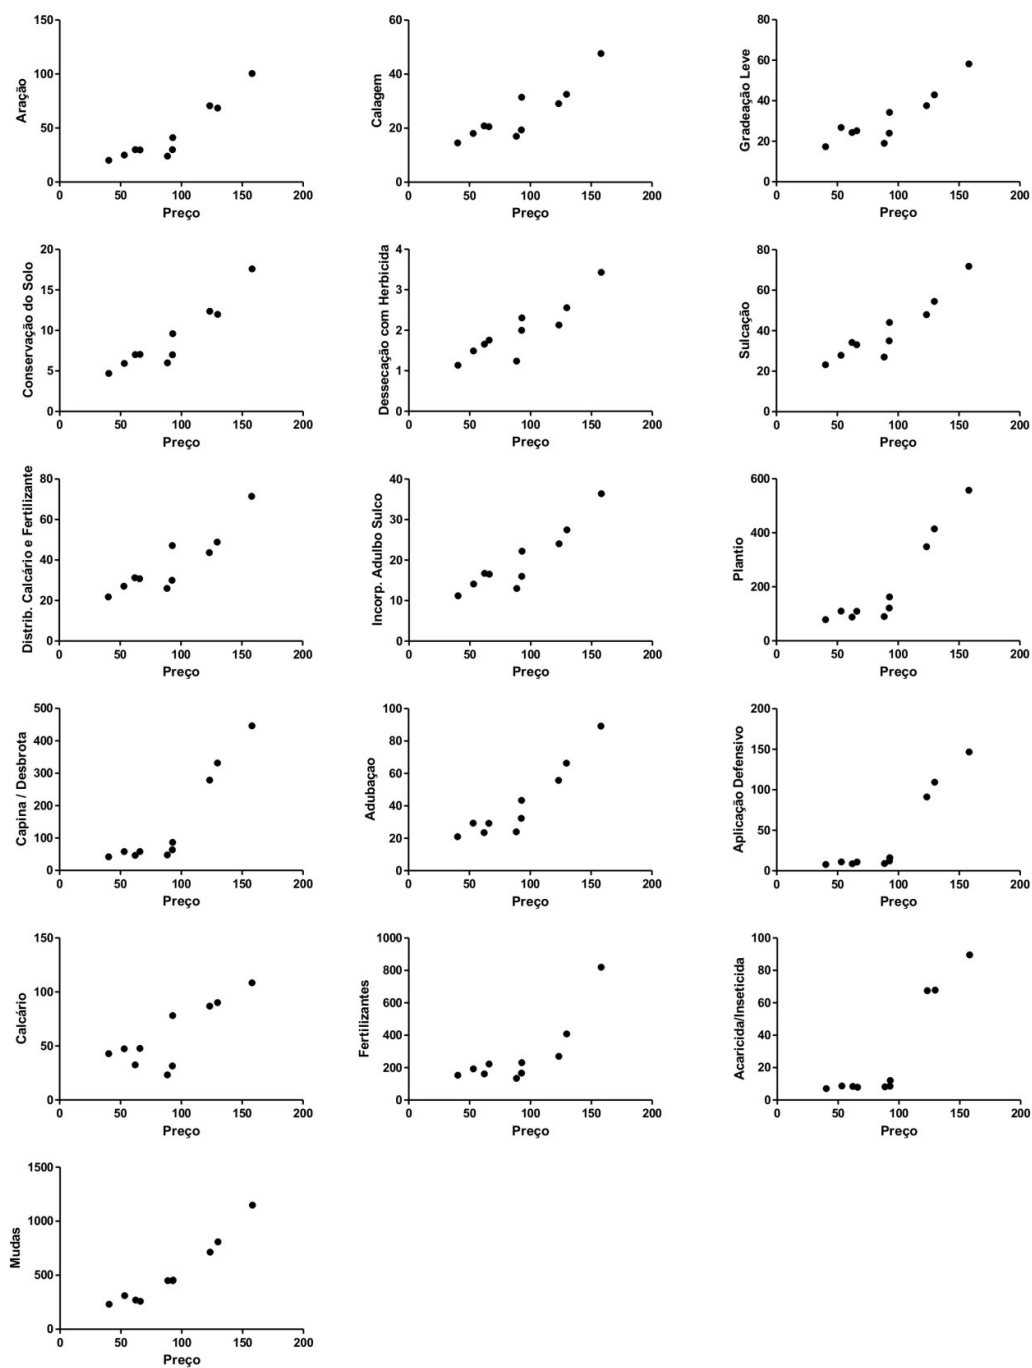 150
100
50
0
Aração
0 50 100 150 200
Preço
60
40
20
0
Calagem
0 50 100 150 200
Preço
80
60
40
20
0
Gradeação Leve
0 50 100 150 200
Preço
20
15
10
5
0
Conservação do Solo
0 50 100 150 200
Preço
4
3
2
1
0
Dessecação com Herbicida
0 50 100 150 200
Preço
80
60
40
20
0
Sulcação
0 50 100 150 200
Preço
80
60
40
20
0
Distrib. Calcário e Fertilizante
0 50 100 150 200
Preço
40
30
20
10
0
Incorp. Adulbo Sulco
0 50 100 150 200
Preço
600
400
200
0
Plantio
0 50 100 150 200
Preço
500
400
300
200
100
0
Capina / Desbrota
0 50 100 150 200
Preço
100
80
60
40
20
0
Adubaçao
0 50 100 150 200
Preço
200
150
100
50
0
Aplicação Defensivo
0 50 100 150 200
Preço
150
100
50
0
Calcário
0 50 100 150 200
Preço
1000
800
600
400
200
0
Fertilizantes
0 50 100 150 200
Preço
100
80
60
40
20
0
Acaricida/Inseticida
0 50 100 150 200
Preço
1500
1000
500
0
Mudas
0 50 100 150 200
Preço